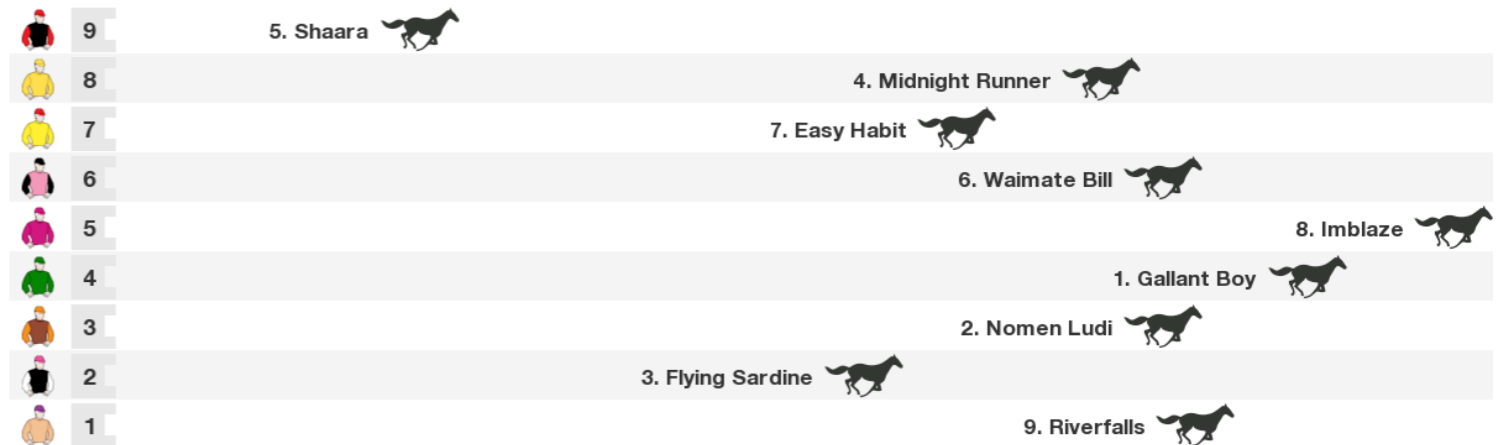 9 5. Shaara
8 4. Midnight Runner
7 7. Easy Habit
6 6. Waimate Bill
5 8. Imblaze
4 1. Gallant Boy
3 2. Nomen Ludi
2 3. Flying Sardine
1 9. Riverfalls